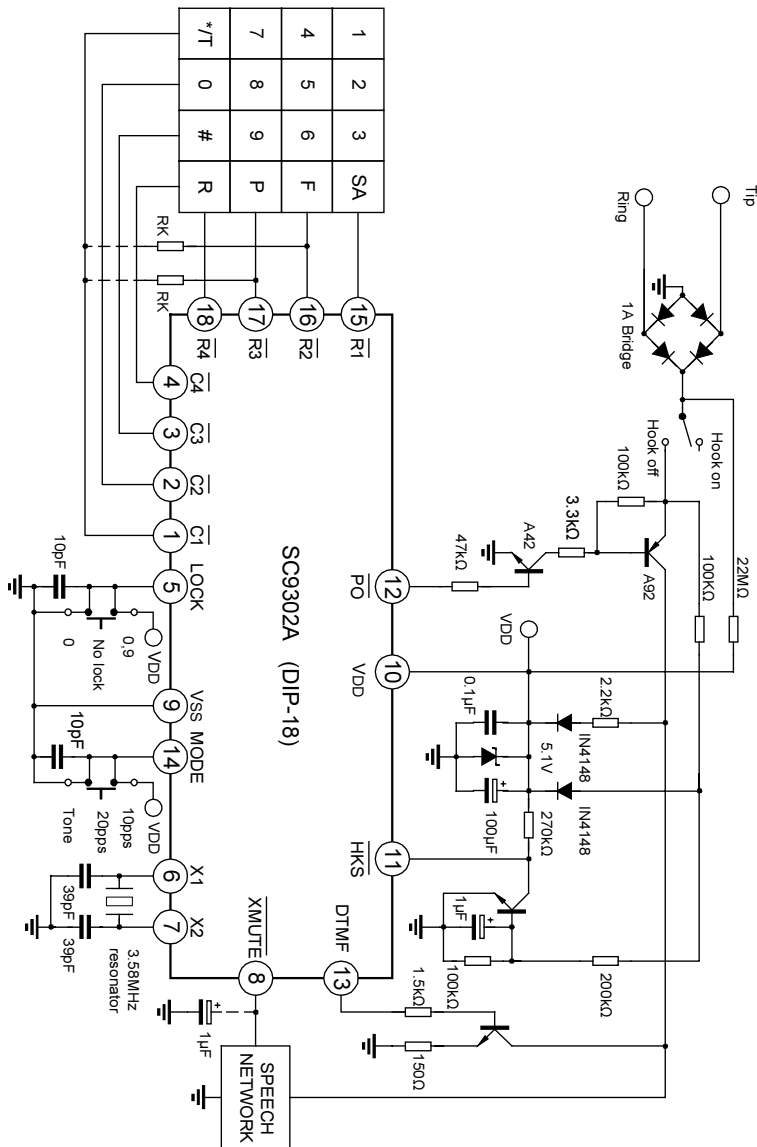 Tip
Ring
1A Bridge
Hook on
Hook off
100kΩ
A92
100KΩ
22MΩ
3.3kΩ
A42
47kΩ
VDD
2.2kΩ
IN4148
IN4148
0.1μF
5.1V
100μF
+
270kΩ
1μF
+
100kΩ
200kΩ
1.5kΩ
150Ω
1 2 3 SA
4 5 6 F
7 8 9 P
*/T 0 # R
RK
RK
15
R1
16
R2
17
R3
18
R4
4
C4
3
C3
2
C2
1
C1
12
PO
10
VDD
11
HKS
13
DTMF
SC9302A (DIP-18)
5
LOCK
9
VSS
14
MODE
6
X1
7
X2
8
XMUTE
10pF
VDD
0,9
No lock
0
10pF
VDD
10pps
20pps
Tone
39pF
39pF
3.58MHz
resonator
1μF
+
SPEECH
NETWORK